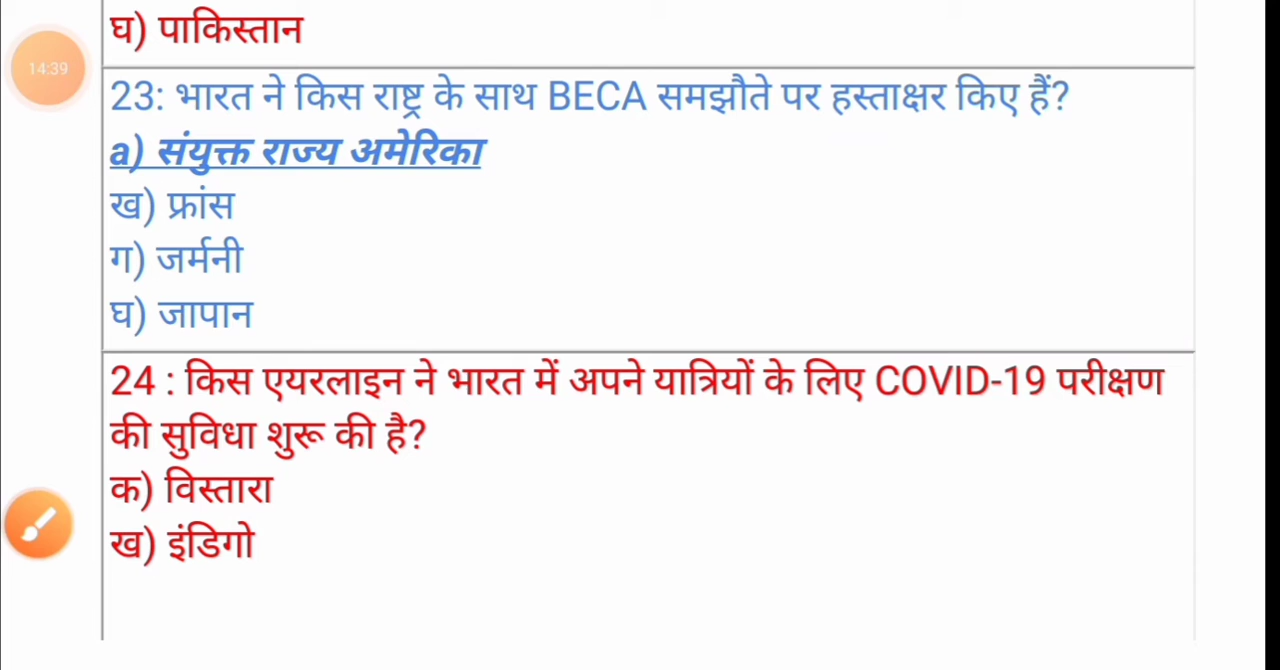 घ) पाकिस्तान
14:39
23: भारत ने किस राष्ट्र के साथ BECA समझौते पर हस्ताक्षर किए हैं?
a) संयुक्त राज्य अमेरिका
ख) फ्रांस
ग) जर्मनी
घ) जापान
24 : किस एयरलाइन ने भारत में अपने यात्रियों के लिए COVID-19 परीक्षण
की सुविधा शुरू की है?
क) विस्तारा
ख) इंडिगो